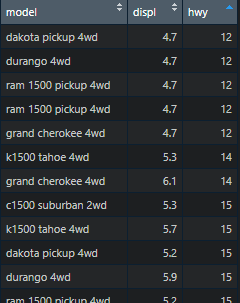 model displ hwy
dakota pickup 4wd 4.7 12
durango 4wd 4.7 12
ram 1500 pickup 4wd 4.7 12
ram 1500 pickup 4wd 4.7 12
grand cherokee 4wd 4.7 12
k1500 tahoe 4wd 5.3 14
grand cherokee 4wd 6.1 14
c1500 suburban 2wd 5.3 15
k1500 tahoe 4wd 5.7 15
dakota pickup 4wd 5.2 15
durango 4wd 5.9 15
ram 1500 pickup 4wd 5.2 15